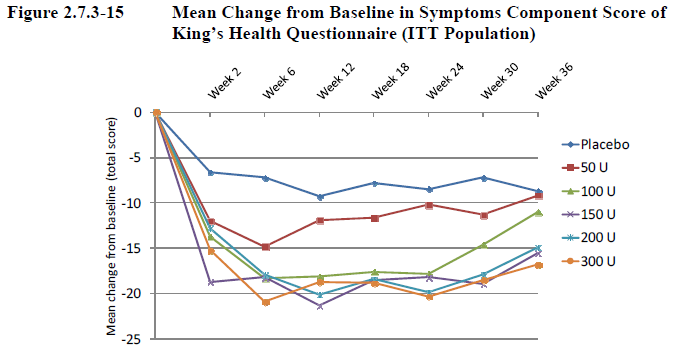 Figure 2.7.3-15 Mean Change from Baseline in Symptoms Component Score of
King's Health Questionnaire (ITT Population)
Week 2 Week 6 Week 12 Week 18 Week 24 Week 30 Week 36
Mean change from baseline (total score)
0
-5
-10
-15
-20
-25
Placebo
50 U
100 U
150 U
200 U
300 U